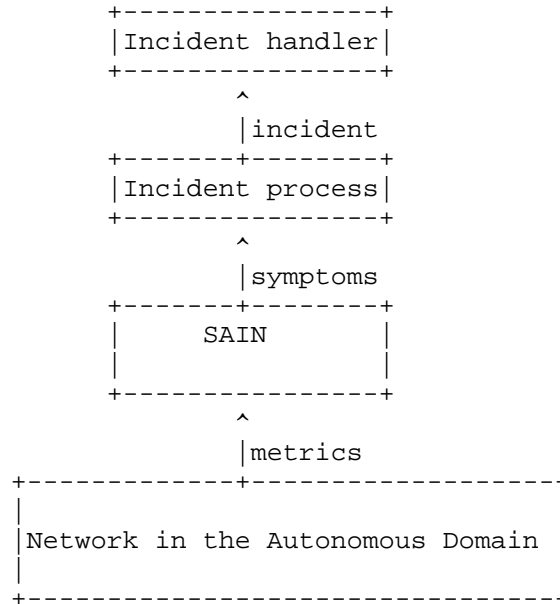 Incident handler
incident
Incident process
symptoms
SAIN
metrics
Network in the Autonomous Domain